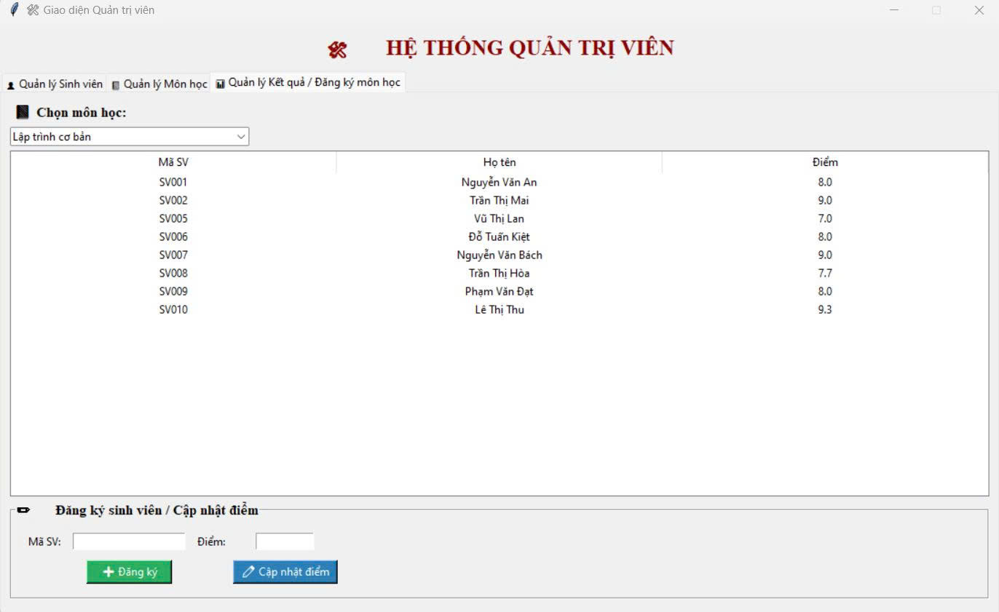 Giao diện Quản trị viên
HỆ THỐNG QUẢN TRỊ VIÊN
Quản lý Sinh viên Quản lý Môn học Quản lý Kết quả / Đăng ký môn học
Chọn môn học:
Lập trình cơ bản
Mã SV Họ tên Điểm
SV001 Nguyễn Văn An 8.0
SV002 Trần Thị Mai 9.0
SV005 Vũ Thị Lan 7.0
SV006 Đỗ Tuấn Kiệt 8.0
SV007 Nguyễn Văn Bách 9.0
SV008 Trần Thị Hòa 7.7
SV009 Phạm Văn Đạt 8.0
SV010 Lê Thị Thu 9.3
Đăng ký sinh viên / Cập nhật điểm
Mã SV: Điểm:
Đăng ký Cập nhật điểm